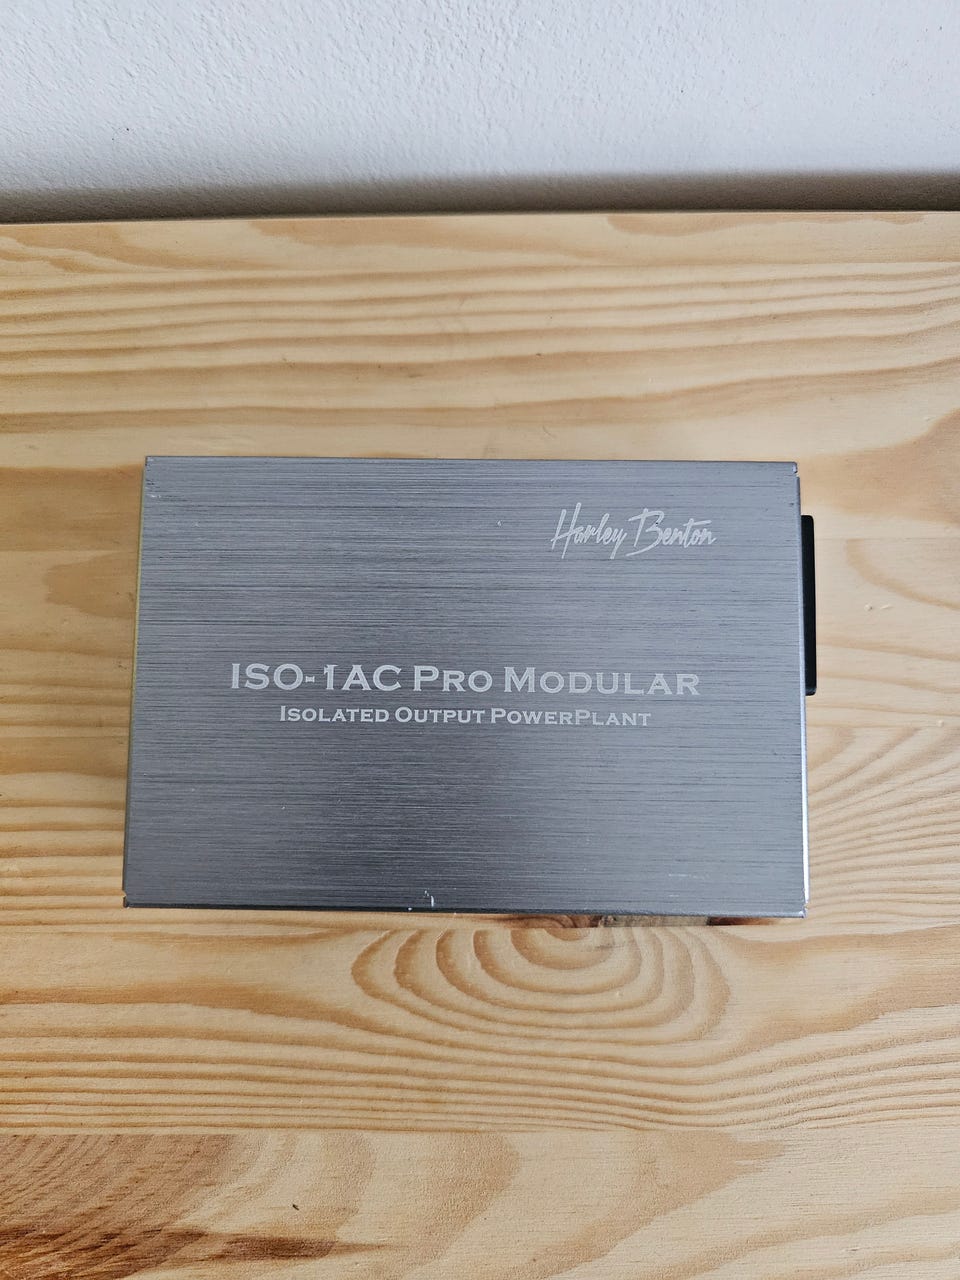 Harley Benton
ISO-1AC Pro Modular
Isolated Output PowerPlant